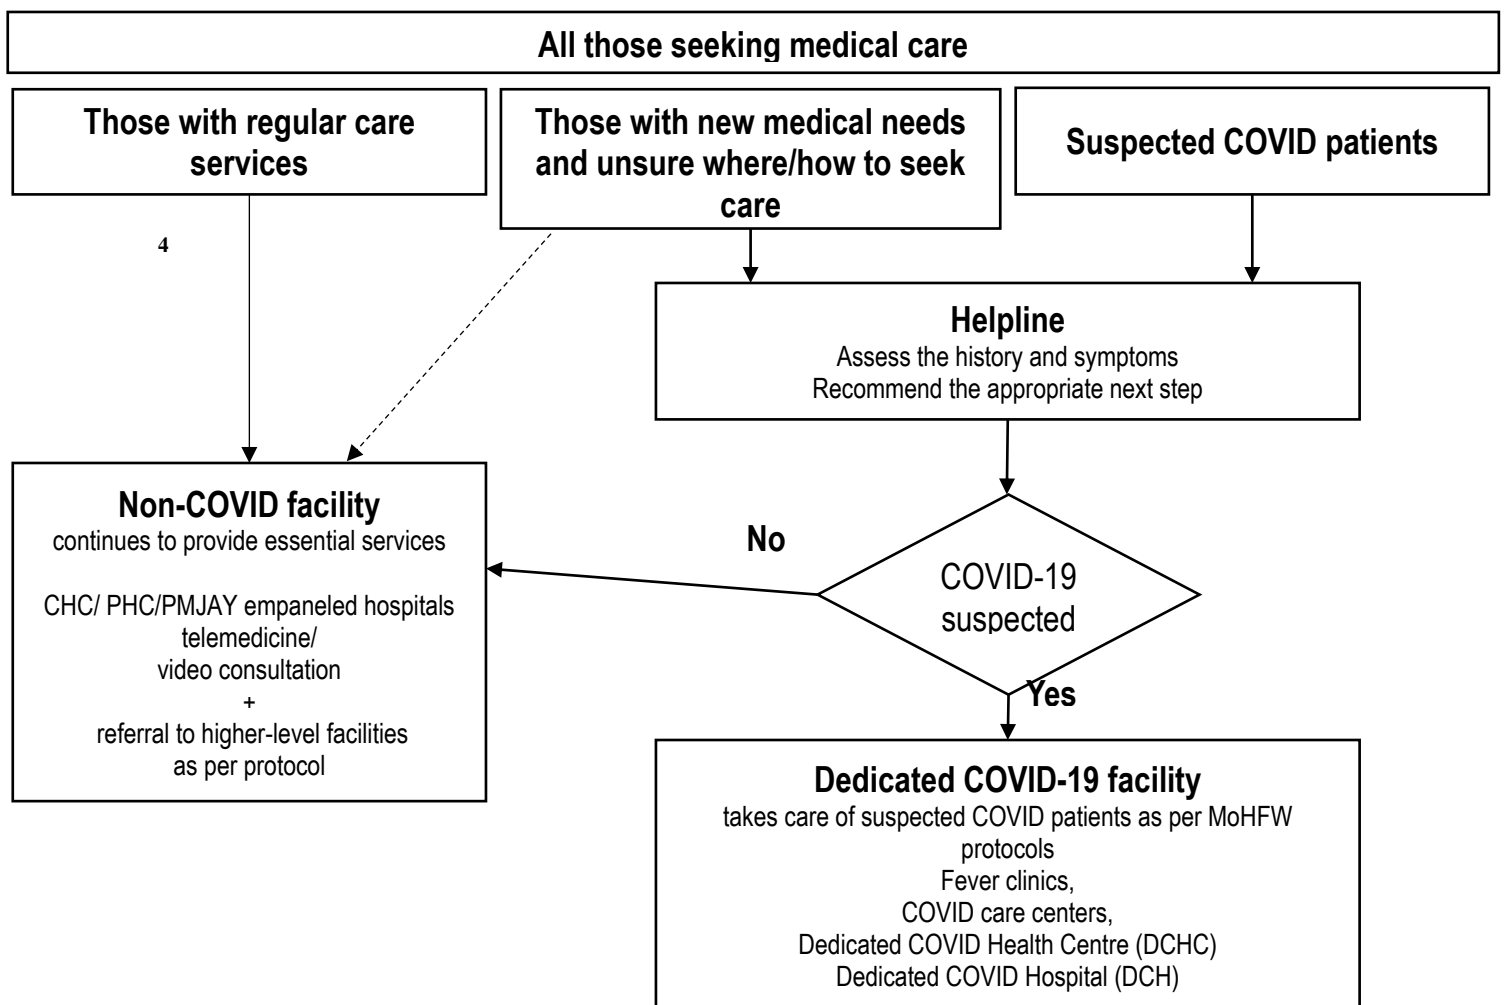 All those seeking medical care
Those with regular care
services
Those with new medical needs
and unsure where/how to seek
care
Suspected COVID patients
4
Helpline
Assess the history and symptoms
Recommend the appropriate next step
Non-COVID facility
continues to provide essential services
CHC/ PHC/PMJAY empaneled hospitals
telemedicine/
video consultation
+
referral to higher-level facilities
as per protocol
No
COVID-19
suspected
Yes
Dedicated COVID-19 facility
takes care of suspected COVID patients as per MoHFW
protocols
Fever clinics,
COVID care centers,
Dedicated COVID Health Centre (DCHC)
Dedicated COVID Hospital (DCH)